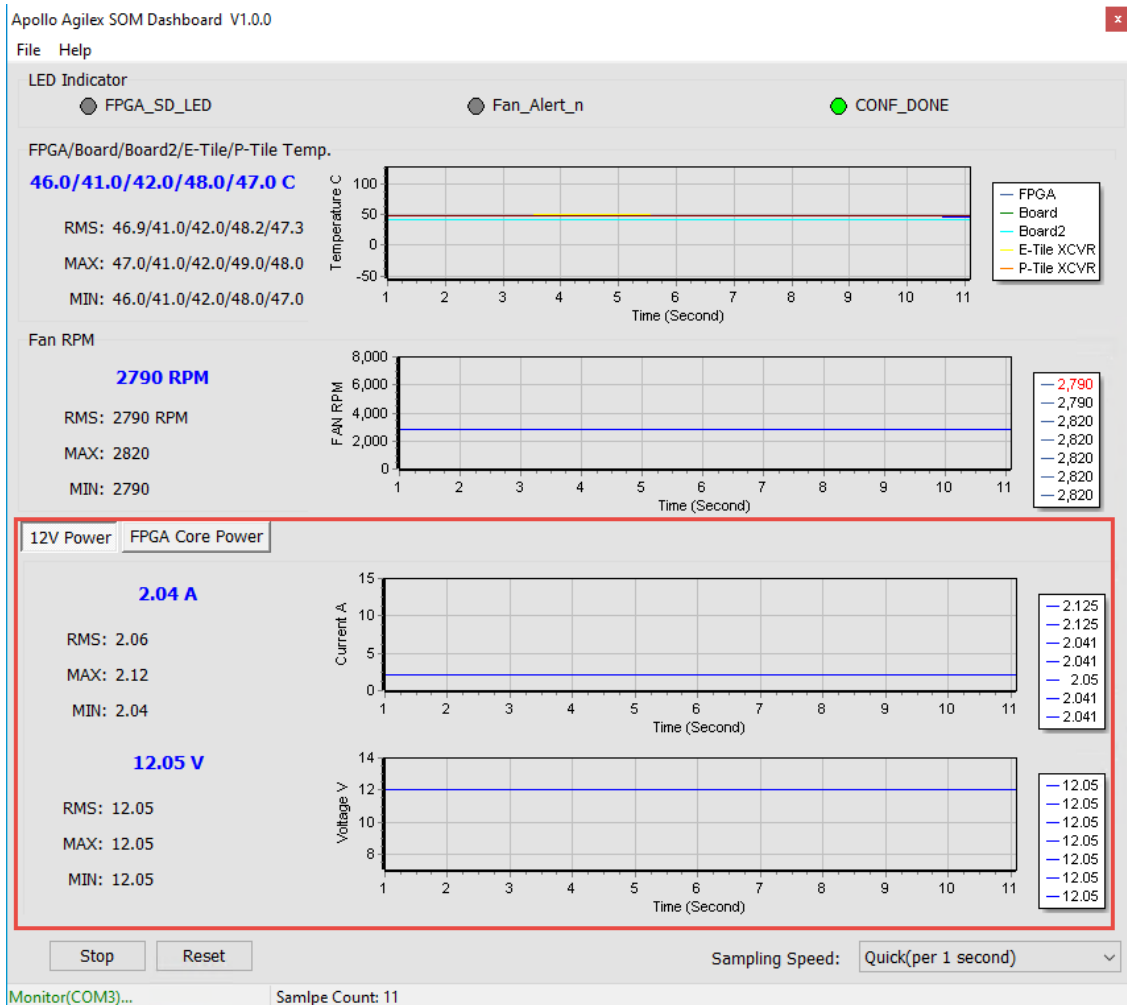 Apollo Agilex SOM Dashboard V1.0.0
x
File Help
LED Indicator
FPGA_SD_LED Fan_Alert_n CONF_DONE
FPGA/Board/Board2/E-Tile/P-Tile Temp.
46.0/41.0/42.0/48.0/47.0 C
RMS: 46.9/41.0/42.0/48.2/47.3
MAX: 47.0/41.0/42.0/49.0/48.0
MIN: 46.0/41.0/42.0/48.0/47.0
Temperature C
100
50
0
-50
1 2 3 4 5 6 7 8 9 10 11
Time (Second)
FPGA
Board
Board2
E-Tile XCVR
P-Tile XCVR
Fan RPM
2790 RPM
RMS: 2790 RPM
MAX: 2820
MIN: 2790
FAN RPM
8,000
6,000
4,000
2,000
0
1 2 3 4 5 6 7 8 9 10 11
Time (Second)
2,790
2,790
2,820
2,820
2,820
2,820
2,820
12V Power FPGA Core Power
2.04 A
RMS: 2.06
MAX: 2.12
MIN: 2.04
Current A
15
10
5
0
1 2 3 4 5 6 7 8 9 10 11
Time (Second)
2.125
2.125
2.041
2.041
2.05
2.041
2.041
12.05 V
RMS: 12.05
MAX: 12.05
MIN: 12.05
Voltage V
14
12
10
8
1 2 3 4 5 6 7 8 9 10 11
Time (Second)
12.05
12.05
12.05
12.05
12.05
12.05
12.05
Stop Reset Sampling Speed: Quick(per 1 second)
Monitor(COM3)... Samlpe Count: 11